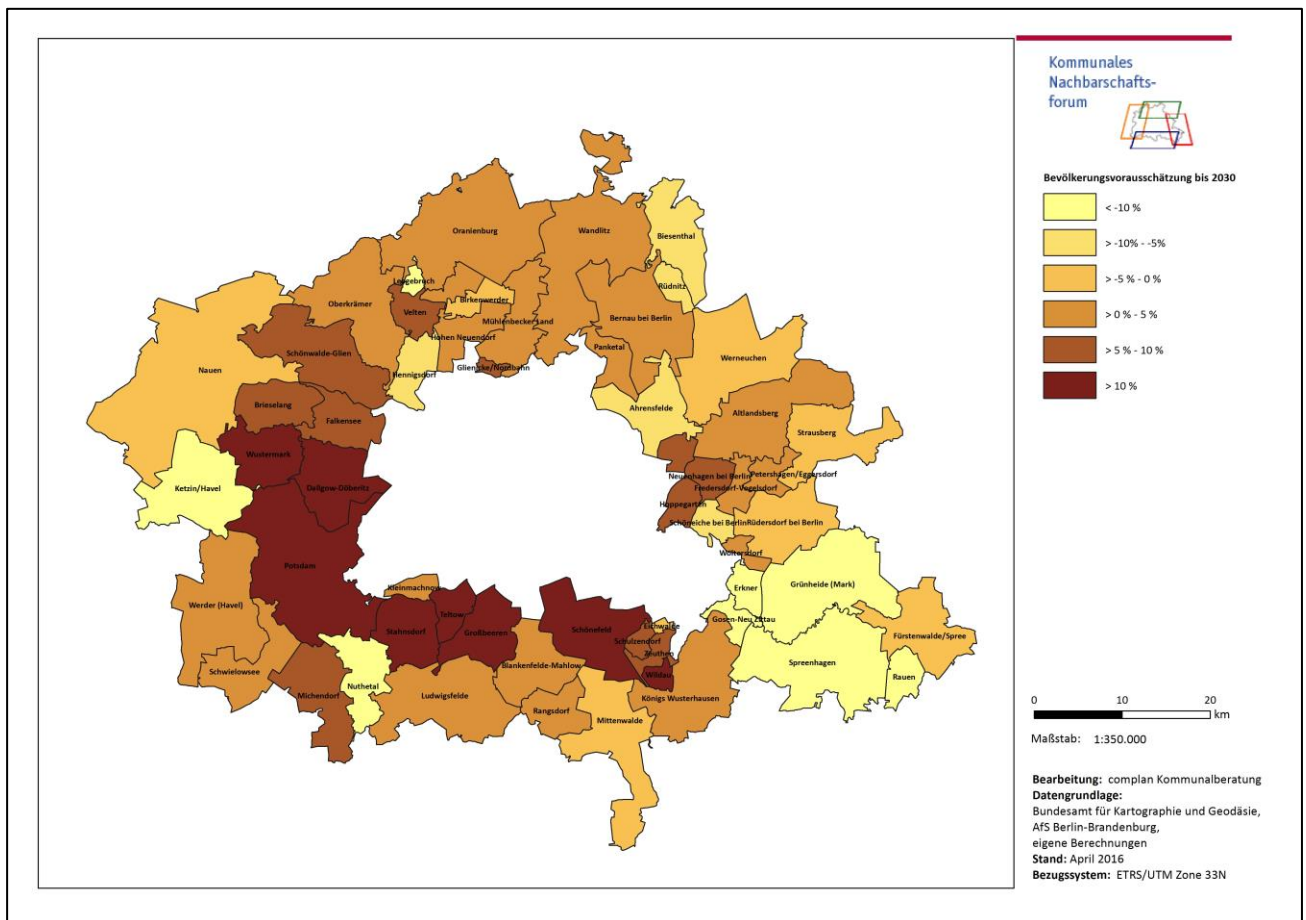 Kommunales
Nachbarschafts-
forum
Bevölkerungsvorausschätzung bis 2030
< -10 %
> -10% - -5%
> -5 % - 0 %
> 0 % - 5 %
> 5 % - 10 %
> 10 %
Oranienburg
Wandlitz
Biesenthal
Leegebruch
Rüdnitz
Oberkrämer
Birkenwerder
Velten
Mühlenbecker Land
Bernau bei Berlin
Hohen Neuendorf
Panketal
Schönwalde-Glien
Werneuchen
Glienicke/Nordbahn
Nauen
Hennigsdorf
Brieselang
Ahrensfelde
Altlandsberg
Falkensee
Strausberg
Wustermark
Neuenhagen bei Berlin
Petershagen/Eggersdorf
Ketzin/Havel
Dallgow-Döberitz
Fredersdorf-Vogelsdorf
Hoppegarten
Schöneiche bei Berlin
Rüdersdorf bei Berlin
Woltersdorf
Potsdam
Grünheide (Mark)
Kleinmachnow
Erkner
Werder (Havel)
Teltow
Gosen-Neu Zittau
Stahnsdorf
Großbeeren
Schönefeld
Eichwalde
Fürstenwalde/Spree
Schulzendorf
Zeuthen
Spreenhagen
Schwielowsee
Blankenfelde-Mahlow
Wildau
Rauen
Michendorf
Nuthetal
Ludwigsfelde
Königs Wusterhausen
Rangsdorf
Mittenwalde
0 10 20
km
Maßstab: 1:350.000
Bearbeitung: complan Kommunalberatung
Datengrundlage:
Bundesamt für Kartographie und Geodäsie,
AfS Berlin-Brandenburg,
eigene Berechnungen
Stand: April 2016
Bezugssystem: ETRS/UTM Zone 33N